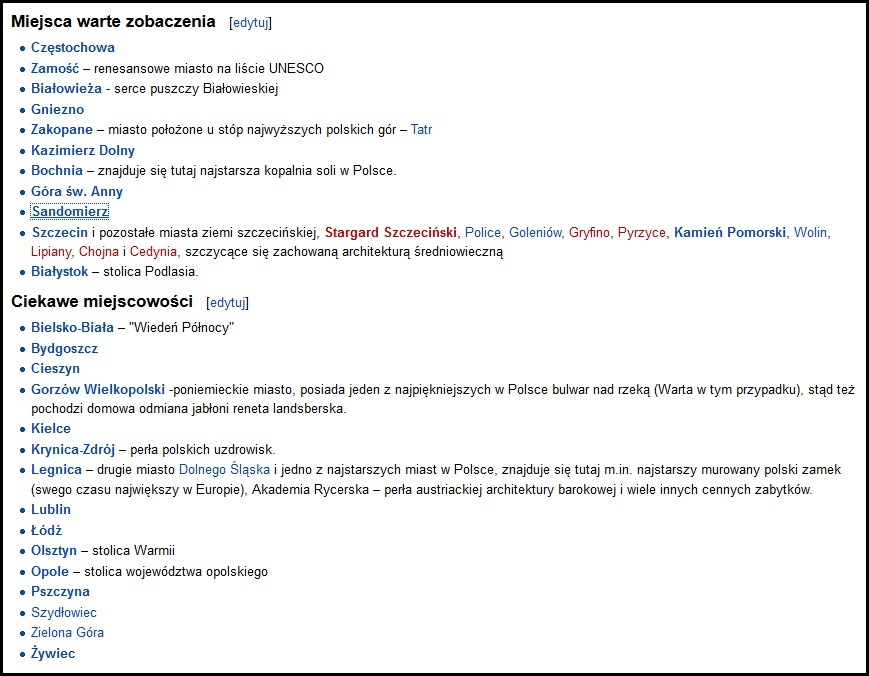 Miejsca warte zobaczenia [edytuj]
Częstochowa
Zamość – renesansowe miasto na liście UNESCO
Białowieża - serce puszczy Białowieskiej
Gniezno
Zakopane – miasto położone u stóp najwyższych polskich gór – Tatr
Kazimierz Dolny
Bochnia – znajduje się tutaj najstarsza kopalnia soli w Polsce.
Góra św. Anny
Sandomierz
Szczecin i pozostałe miasta ziemi szczecińskiej, Stargard Szczeciński, Police, Goleniów, Gryfino, Pyrzyce, Kamień Pomorski, Wolin,
Lipiany, Chojna i Cedynia, szczycące się zachowaną architekturą średniowieczną
Białystok – stolica Podlasia.
Ciekawe miejscowości [edytuj]
Bielsko-Biała – "Wiedeń Północy"
Bydgoszcz
Cieszyn
Gorzów Wielkopolski -poniemieckie miasto, posiada jeden z najpiękniejszych w Polsce bulwar nad rzeką (Warta w tym przypadku), stąd też
pochodzi domowa odmiana jabłoni reneta landsberska.
Kielce
Krynica-Zdrój – perła polskich uzdrowisk.
Legnica – drugie miasto Dolnego Śląska i jedno z najstarszych miast w Polsce, znajduje się tutaj m.in. najstarszy murowany polski zamek
(swego czasu największy w Europie), Akademia Rycerska – perła austriackiej architektury barokowej i wiele innych cennych zabytków.
Lublin
Łódź
Olsztyn – stolica Warmii
Opole – stolica województwa opolskiego
Pszczyna
Szydłowiec
Zielona Góra
Żywiec